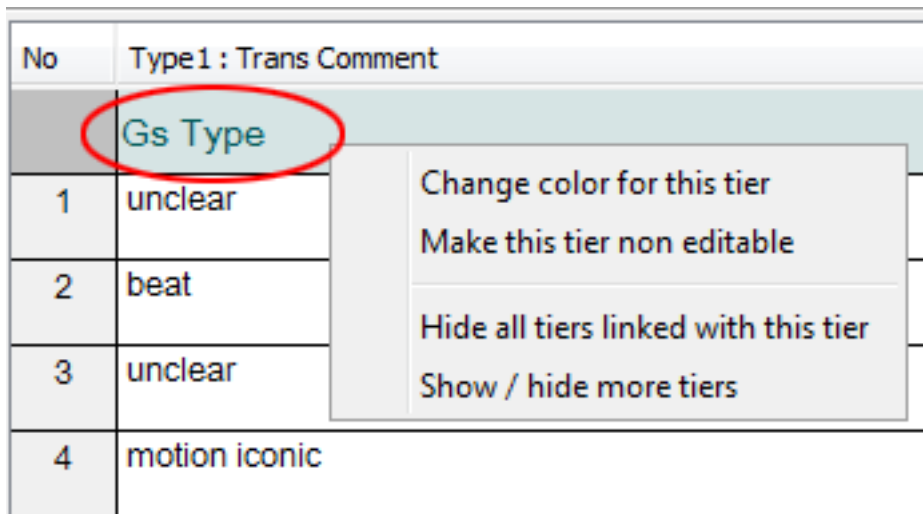 No Type1 : Trans Comment
Gs Type
Change color for this tier
1 unclear
Make this tier non editable
2 beat
Hide all tiers linked with this tier
3 unclear
Show / hide more tiers
4 motion iconic